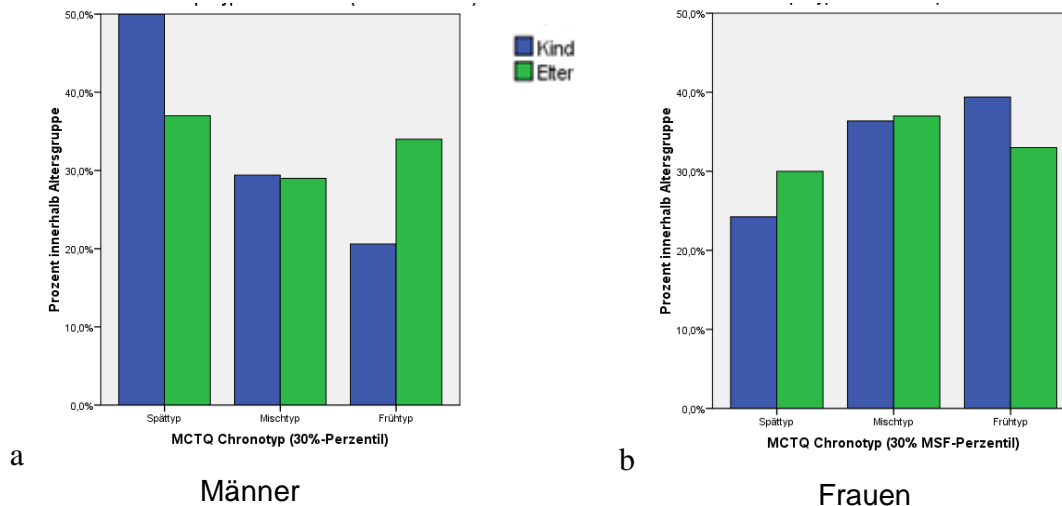 50,0%
40,0%
30,0%
20,0%
10,0%
0,0%
Prozent innerhalb Altersgruppe
Spättyp Mischtyp Frühtyp
MCTQ Chronotyp (30%-Perzentil)
a
Männer
Kind
Elter
50,0%
40,0%
30,0%
20,0%
10,0%
0,0%
Prozent innerhalb Altersgruppe
Spättyp Mischtyp Frühtyp
MCTQ Chronotyp (30% MSF-Perzentil)
b
Frauen